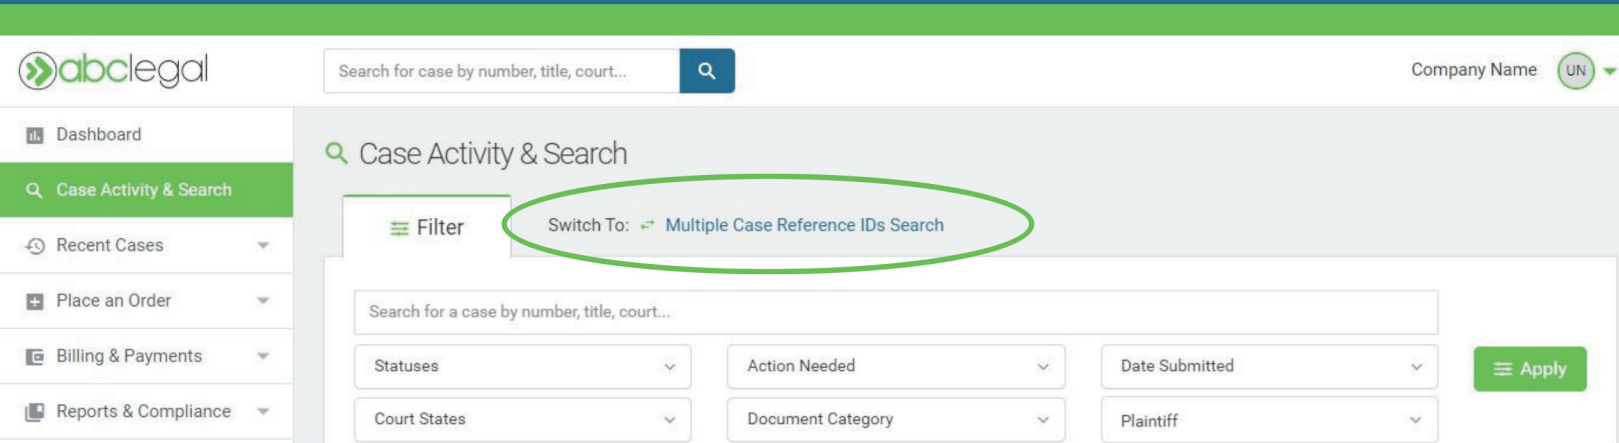 abclegal
Search for case by number, title, court...
Company Name UN
Dashboard
Case Activity & Search
Recent Cases
Place an Order
Billing & Payments
Reports & Compliance
Case Activity & Search
Filter
Switch To: Multiple Case Reference IDs Search
Search for a case by number, title, court...
Statuses
Action Needed
Date Submitted
Apply
Court States
Document Category
Plaintiff